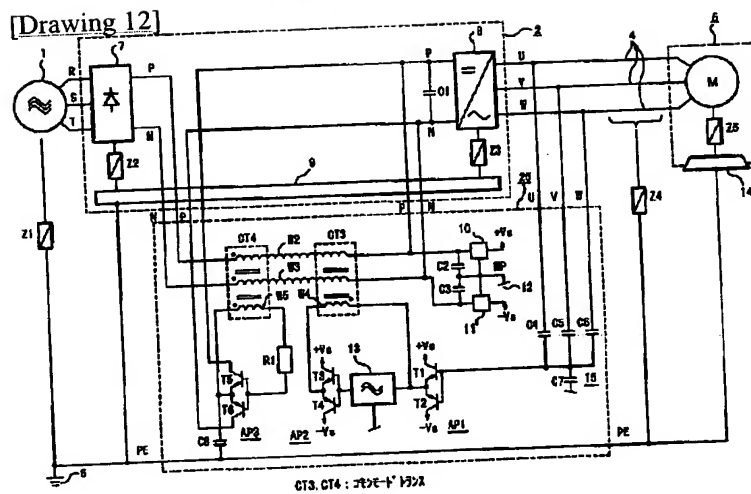 [Drawing 12]
7
2
8
6
1
P
U
4
R
S
T
P
C1
V
M
N
N
W
Z2
Z3
Z5
9
25
14
N P
P N
U V W
Z1
Z4
CT4
W2
CT3
10
+Vs
W3
C2
MP
W5
W4
C3
12
11
-Vs
C4
C5
C6
R1
+Vs
13
+Vs
T5
T3
T1
C7
T6
T4
T2
-Vs
-Vs
C8
AP3
AP2
AP1
PE
PE
5
CT3, CT4 : コモンモードトランス